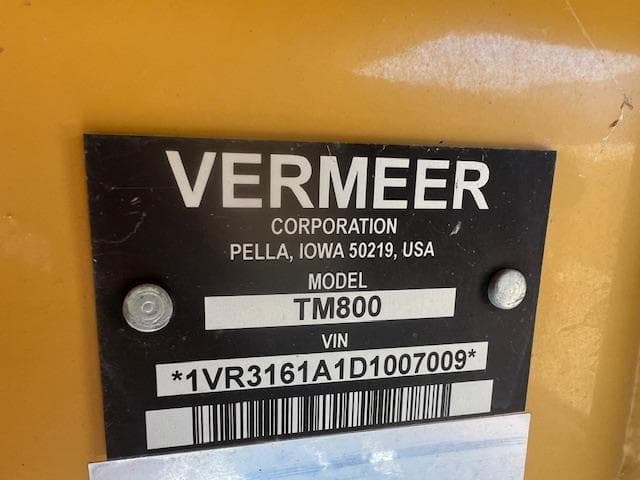 VERMEER
CORPORATION
PELLA, IOWA 50219, USA
MODEL
TM800
VIN
*1VR3161A1D1007009*